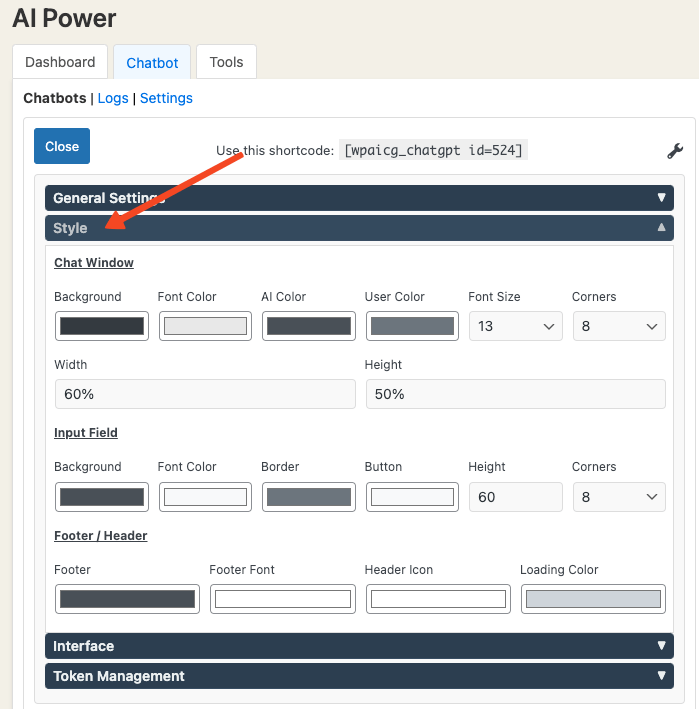 AI Power
Dashboard Chatbot Tools
Chatbots | Logs | Settings
Close Use this shortcode: [wpaicg_chatgpt id=524]
General Settings
Style
Chat Window
Background Font Color AI Color User Color Font Size Corners
13 8
Width Height
60% 50%
Input Field
Background Font Color Border Button Height Corners
60 8
Footer / Header
Footer Footer Font Header Icon Loading Color
Interface
Token Management